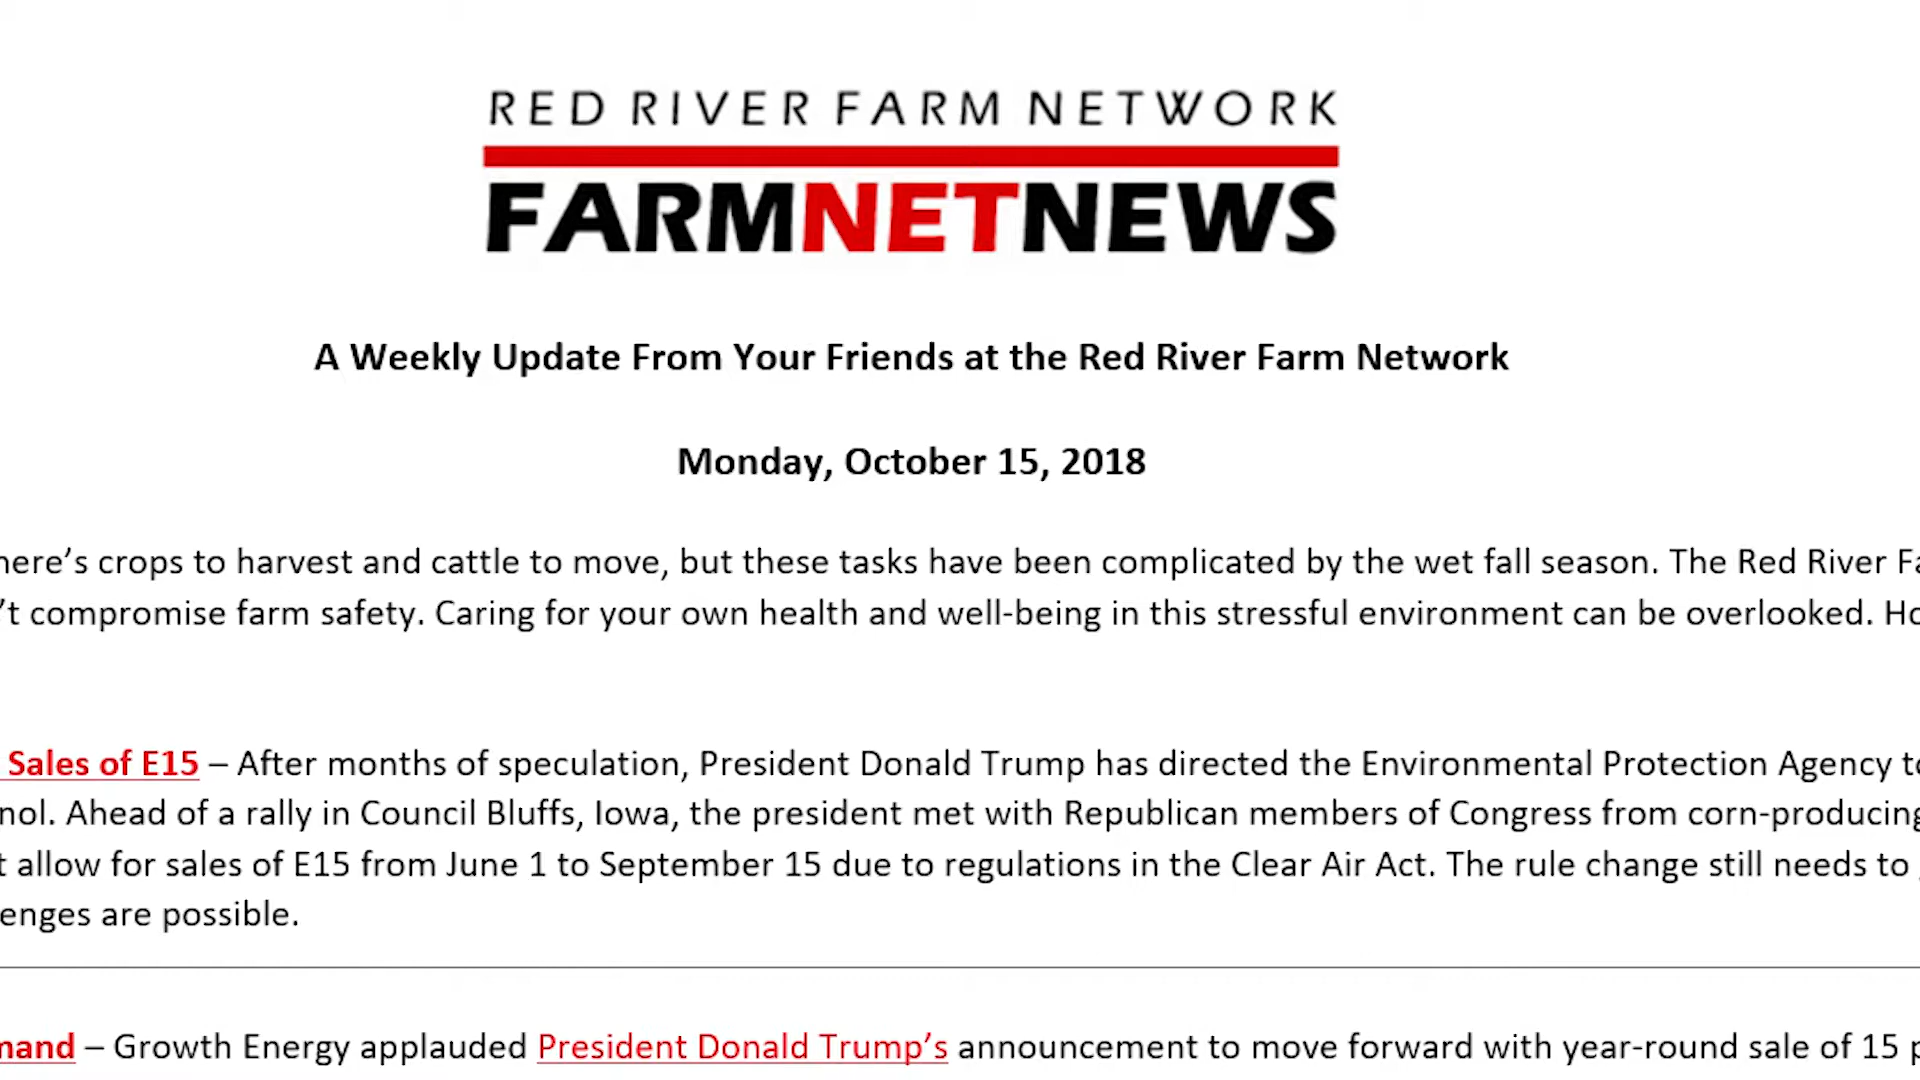 RED RIVER FARM NETWORK
FARMNETNEWS
A Weekly Update From Your Friends at the Red River Farm Network
Monday, October 15, 2018
here’s crops to harvest and cattle to move, but these tasks have been complicated by the wet fall season. The Red River Fa
’t compromise farm safety. Caring for your own health and well-being in this stressful environment can be overlooked. Ho
Sales of E15 – After months of speculation, President Donald Trump has directed the Environmental Protection Agency to
nol. Ahead of a rally in Council Bluffs, Iowa, the president met with Republican members of Congress from corn-producing
t allow for sales of E15 from June 1 to September 15 due to regulations in the Clear Air Act. The rule change still needs to
enges are possible.
mand – Growth Energy applauded President Donald Trump’s announcement to move forward with year-round sale of 15 p